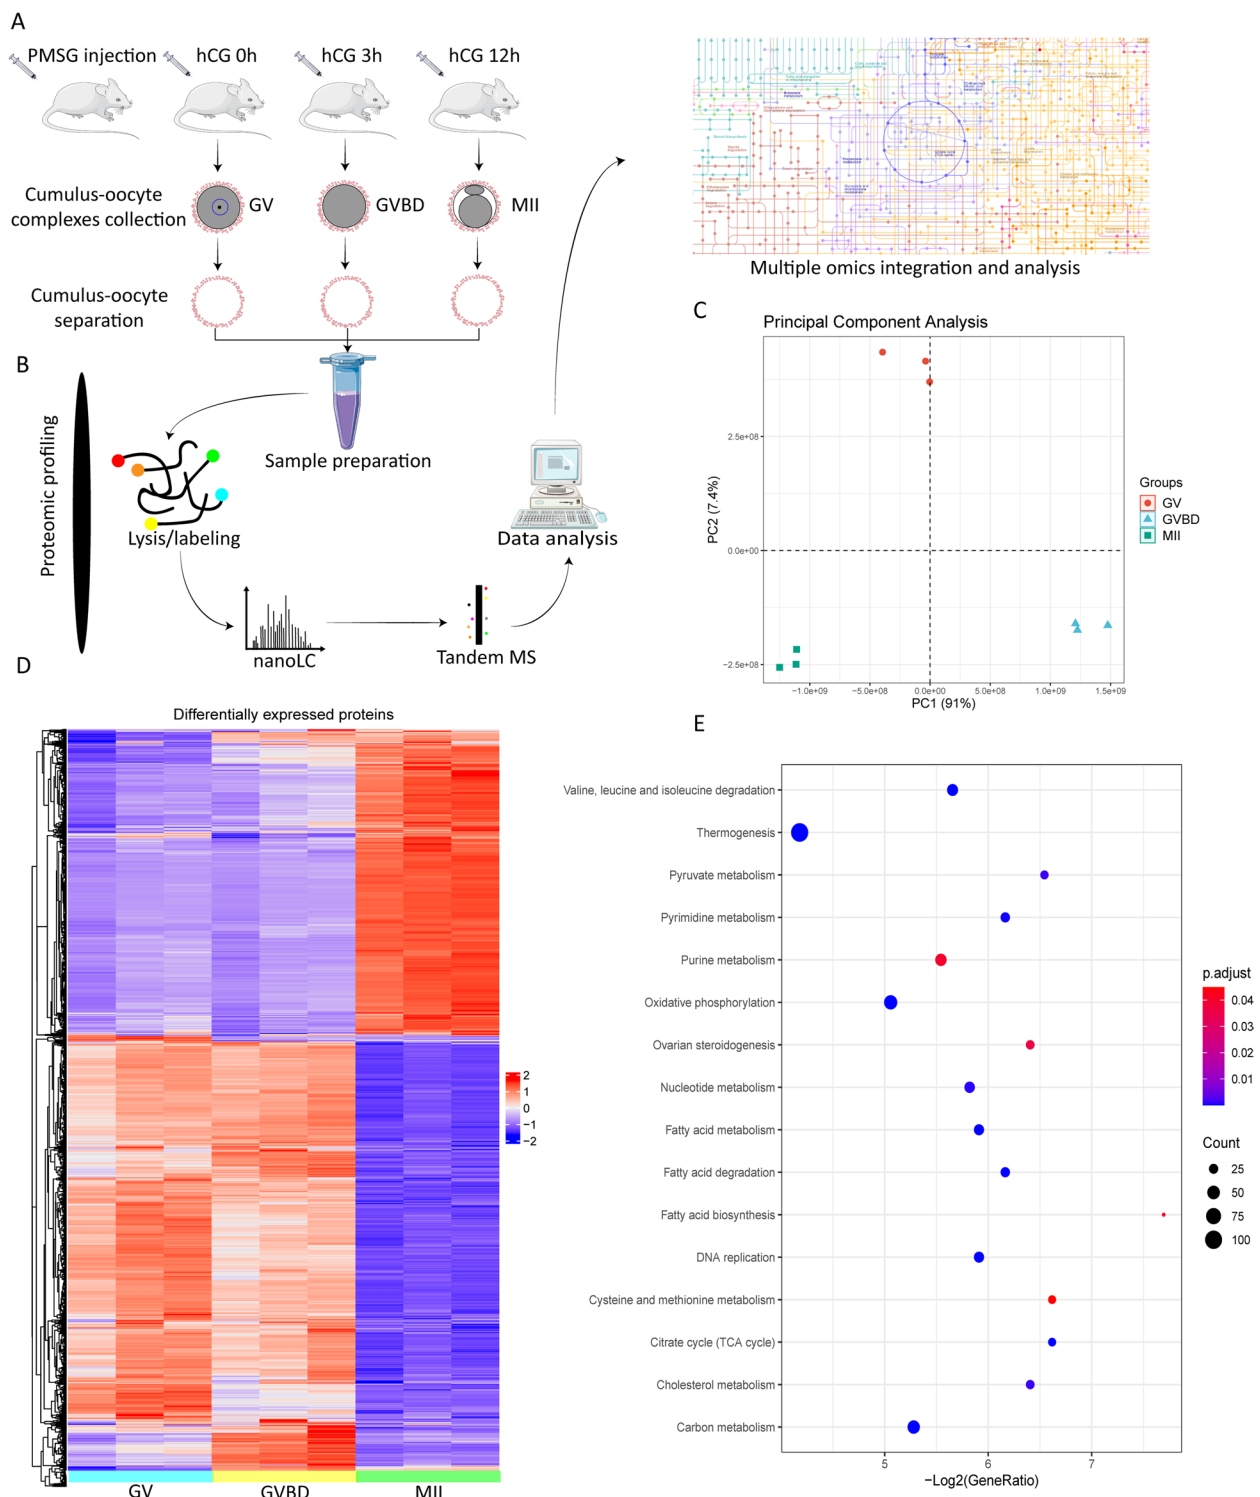 A
PMSG injection
hCG 0h
hCG 3h
hCG 12h
Cumulus-oocyte
complexes collection
GV
GVBD
MII
Cumulus-oocyte
separation
Multiple omics integration and analysis
B
Proteomic profiling
Sample preparation
Lysis/labeling
nanoLC
Tandem MS
Data analysis
C
Principal Component Analysis
PC2 (7.4%)
2.5e+08
0.0e+00
−2.5e+08
−1.0e+09
−5.0e+08
0.0e+00
5.0e+08
1.0e+09
1.5e+09
PC1 (91%)
Groups
GV
GVBD
MII
D
Differentially expressed proteins
2
1
0
−1
−2
GV
GVBD
MII
E
Valine, leucine and isoleucine degradation
Thermogenesis
Pyruvate metabolism
Pyrimidine metabolism
Purine metabolism
Oxidative phosphorylation
Ovarian steroidogenesis
Nucleotide metabolism
Fatty acid metabolism
Fatty acid degradation
Fatty acid biosynthesis
DNA replication
Cysteine and methionine metabolism
Citrate cycle (TCA cycle)
Cholesterol metabolism
Carbon metabolism
5
6
7
−Log2(GeneRatio)
p.adjust
0.04
0.03
0.02
0.01
Count
25
50
75
100